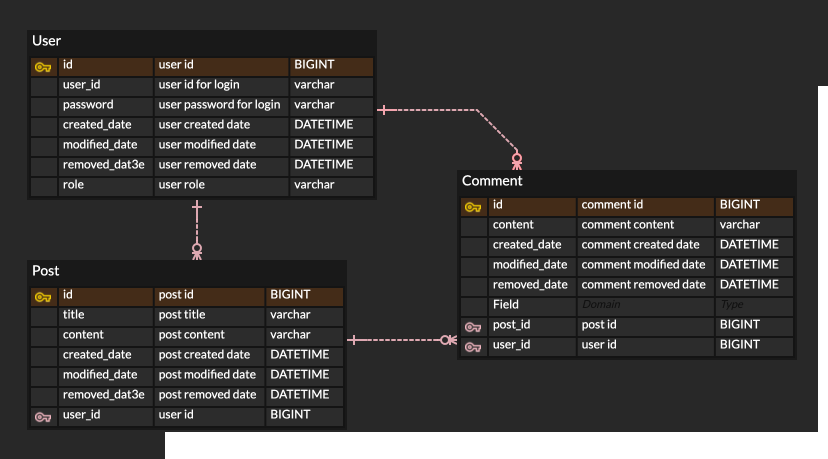 User
id user id BIGINT
user_id user id for login varchar
password user password for login varchar
created_date user created date DATETIME
modified_date user modified date DATETIME
removed_dat3e user removed date DATETIME
role user role varchar
Comment
id comment id BIGINT
content comment content varchar
created_date comment created date DATETIME
modified_date comment modified date DATETIME
removed_date comment removed date DATETIME
Field Domain Type
post_id post id BIGINT
user_id user id BIGINT
Post
id post id BIGINT
title post title varchar
content post content varchar
created_date post created date DATETIME
modified_date post modified date DATETIME
removed_dat3e post removed date DATETIME
user_id user id BIGINT